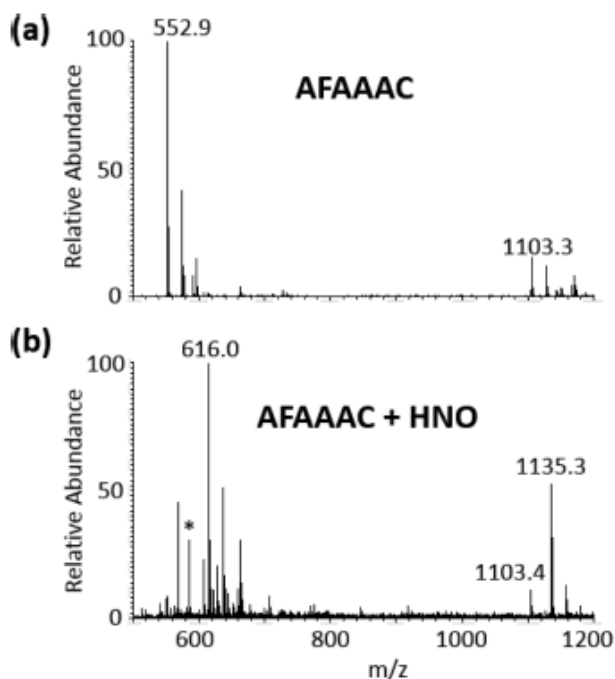 (a)
Relative Abundance
100
50
0
552.9
AFAAAC
1103.3
(b)
Relative Abundance
100
50
0
616.0
AFAAAC + HNO
*
1135.3
1103.4
600
800
1000
1200
m/z